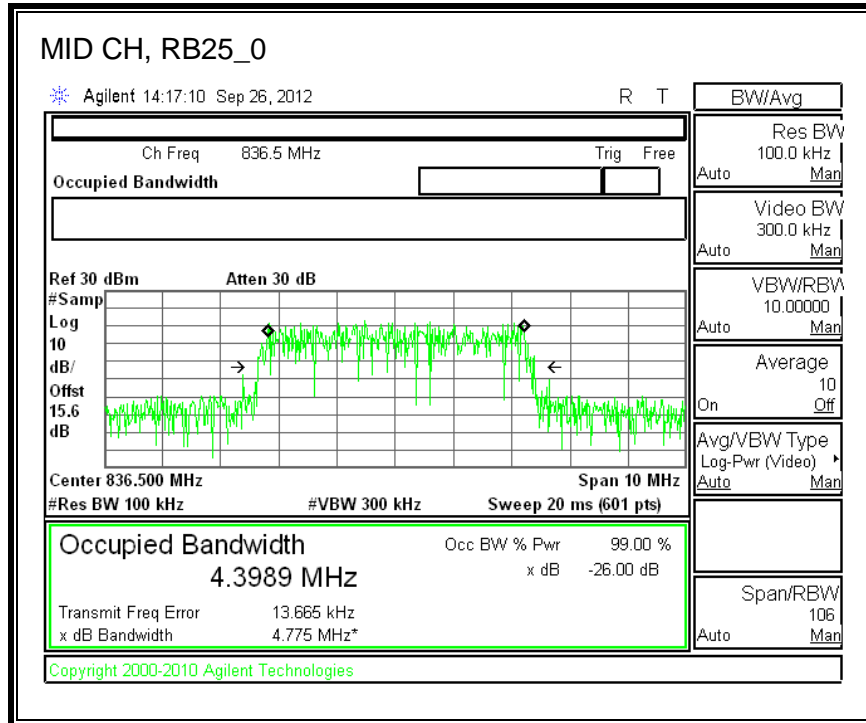 MID CH, RB25_0
Agilent 14:17:10 Sep 26, 2012 R T
Ch Freq 836.5 MHz Trig Free
Occupied Bandwidth
Ref 30 dBm Atten 30 dB
#Samp
Log
10
dB/
Offst
15.6
dB
Center 836.500 MHz Span 10 MHz
#Res BW 100 kHz #VBW 300 kHz Sweep 20 ms (601 pts)
Occupied Bandwidth Occ BW % Pwr 99.00 %
4.3989 MHz x dB -26.00 dB
Transmit Freq Error 13.665 kHz
x dB Bandwidth 4.775 MHz*
Copyright 2000-2010 Agilent Technologies
BW/Avg
Res BW
100.0 kHz
Auto Man
Video BW
300.0 kHz
Auto Man
VBW/RBW
10.00000
Auto Man
Average
10
On Off
Avg/VBW Type
Log-Pwr (Video)
Auto Man
Span/RBW
106
Auto Man